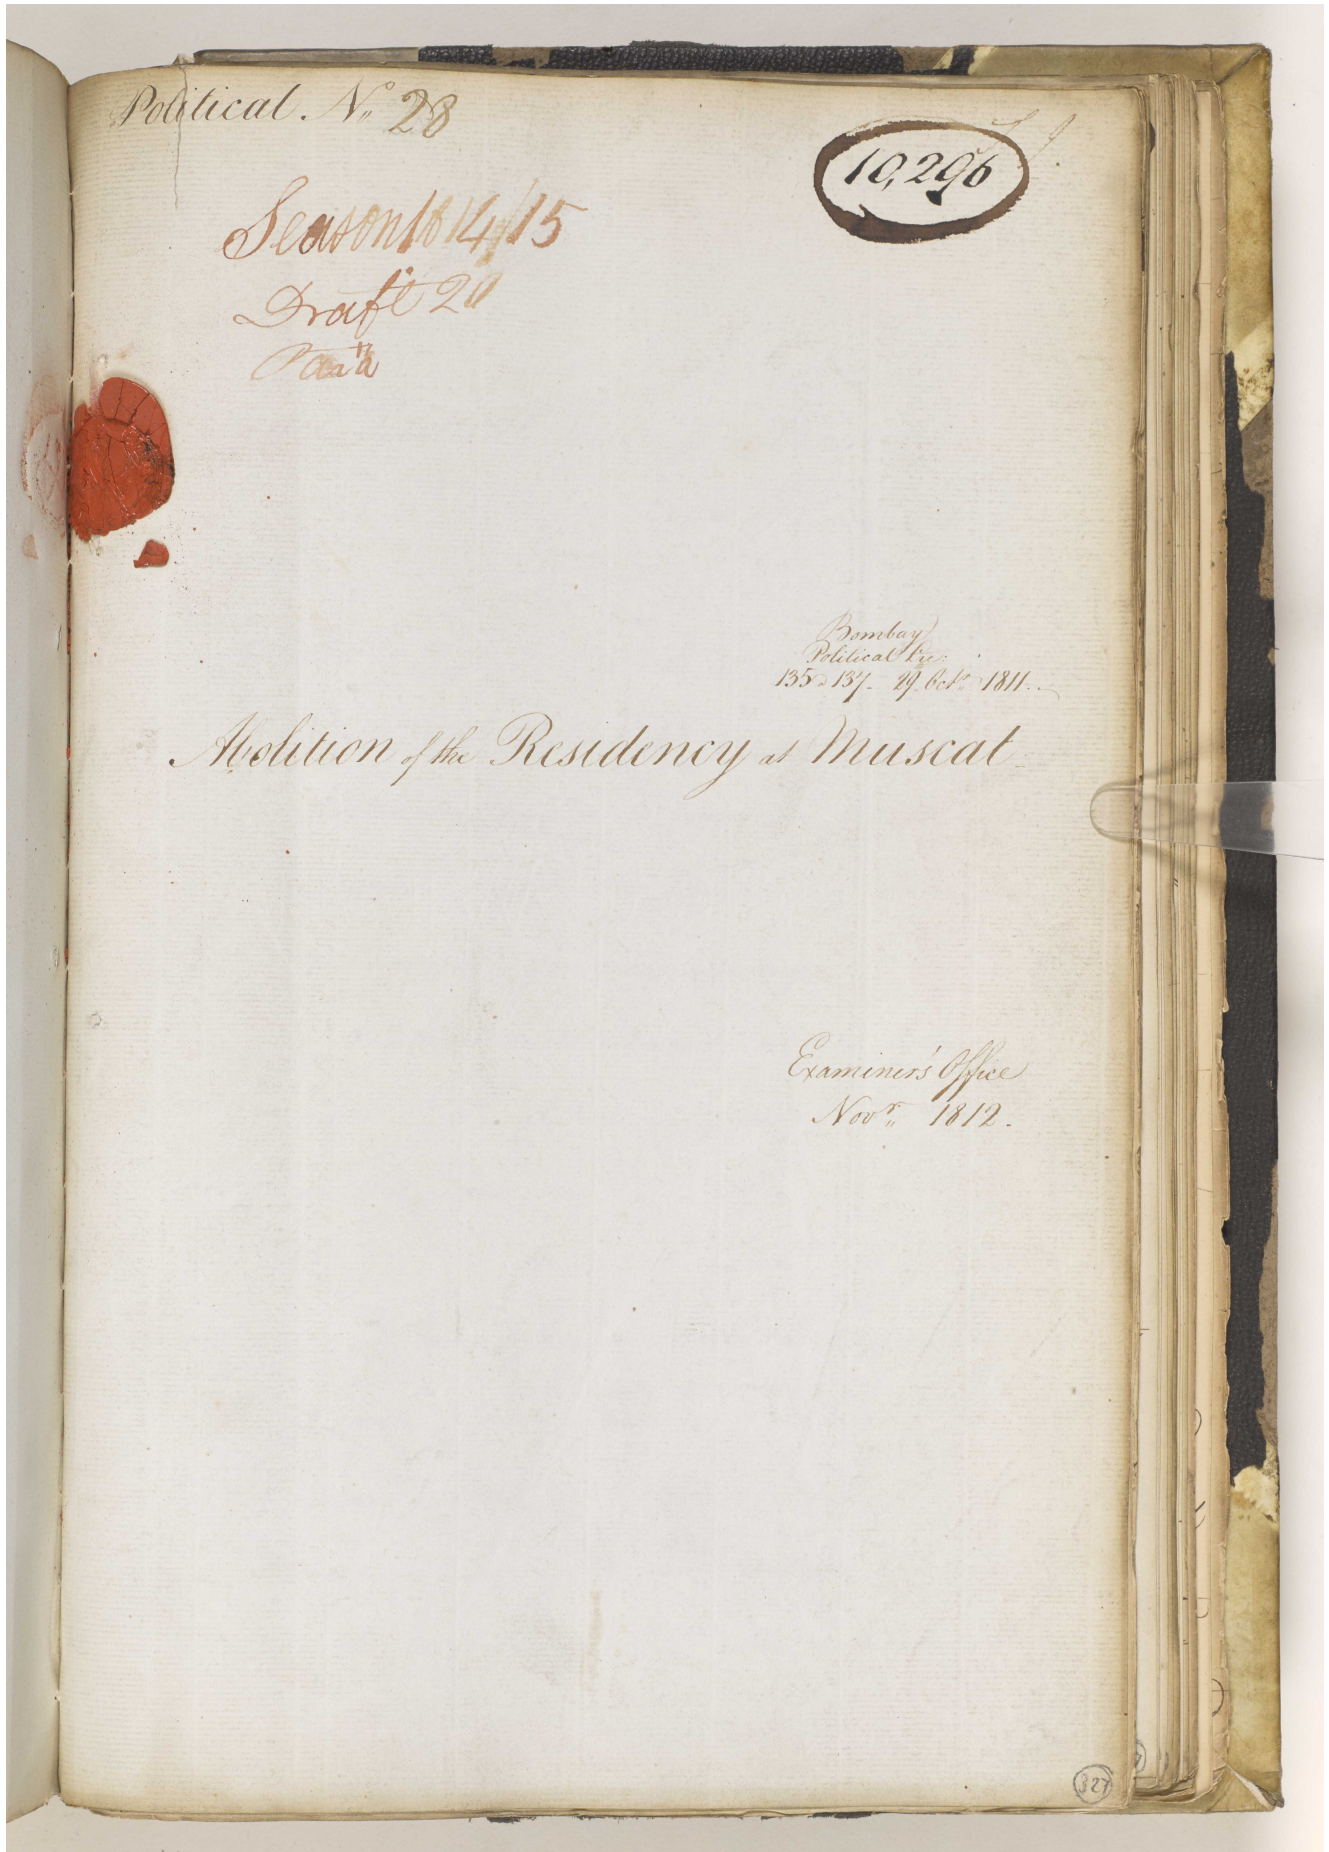 Political Nº 28
10,296
Season 1814/15
Draft 20
Bombay
Political Dre:
135 a 137. 29 Octr. 1811.
Abolition of the Residency at Muscat
Examiner's Office
Novr. 1812.
327